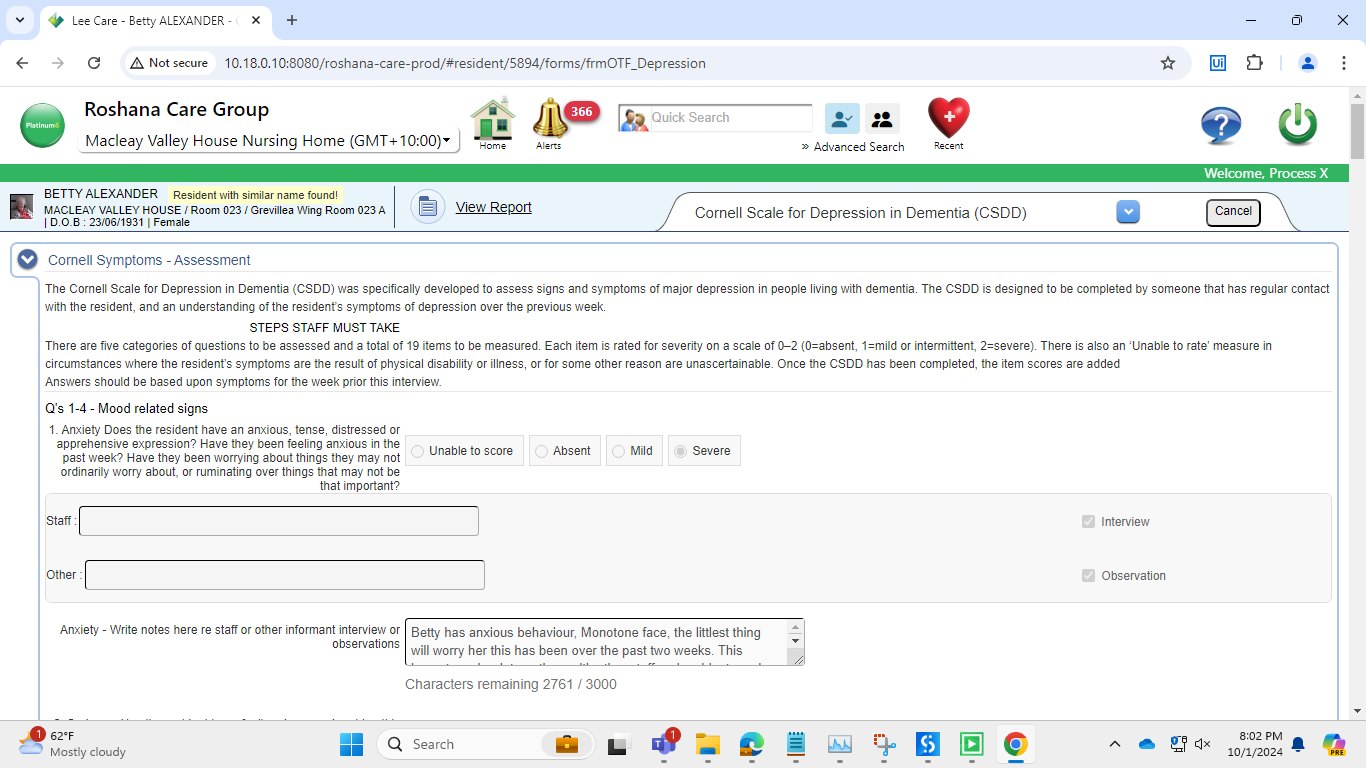 Lee Care - Betty ALEXANDER -
Not secure
10.18.0.10:8080/roshana-care-prod/#resident/5894/forms/frmOTF_Depression
Platinum6
Roshana Care Group
Macleay Valley House Nursing Home (GMT+10:00)
Home
366
Alerts
Quick Search
» Advanced Search
Recent
Welcome, Process X
BETTY ALEXANDER Resident with similar name found!
MACLEAY VALLEY HOUSE / Room 023 / Grevillea Wing Room 023 A
| D.O.B : 23/06/1931 | Female
View Report
Cornell Scale for Depression in Dementia (CSDD)
Cancel
Cornell Symptoms - Assessment
The Cornell Scale for Depression in Dementia (CSDD) was specifically developed to assess signs and symptoms of major depression in people living with dementia. The CSDD is designed to be completed by someone that has regular contact
with the resident, and an understanding of the resident's symptoms of depression over the previous week.
STEPS STAFF MUST TAKE
There are five categories of questions to be assessed and a total of 19 items to be measured. Each item is rated for severity on a scale of 0–2 (0=absent, 1=mild or intermittent, 2=severe). There is also an 'Unable to rate' measure in
circumstances where the resident's symptoms are the result of physical disability or illness, or for some other reason are unascertainable. Once the CSDD has been completed, the item scores are added
Answers should be based upon symptoms for the week prior this interview.
Q's 1-4 - Mood related signs
1. Anxiety Does the resident have an anxious, tense, distressed or
apprehensive expression? Have they been feeling anxious in the
past week? Have they been worrying about things they may not
ordinarily worry about, or ruminating over things that may not be
that important?
Unable to score
Absent
Mild
Severe
Staff :
Interview
Other :
Observation
Anxiety - Write notes here re staff or other informant interview or
observations
Betty has anxious behaviour, Monotone face, the littlest thing
will worry her this has been over the past two weeks. This
Characters remaining 2761 / 3000
1
62°F
Mostly cloudy
Search
1
8:02 PM
10/1/2024
PRE